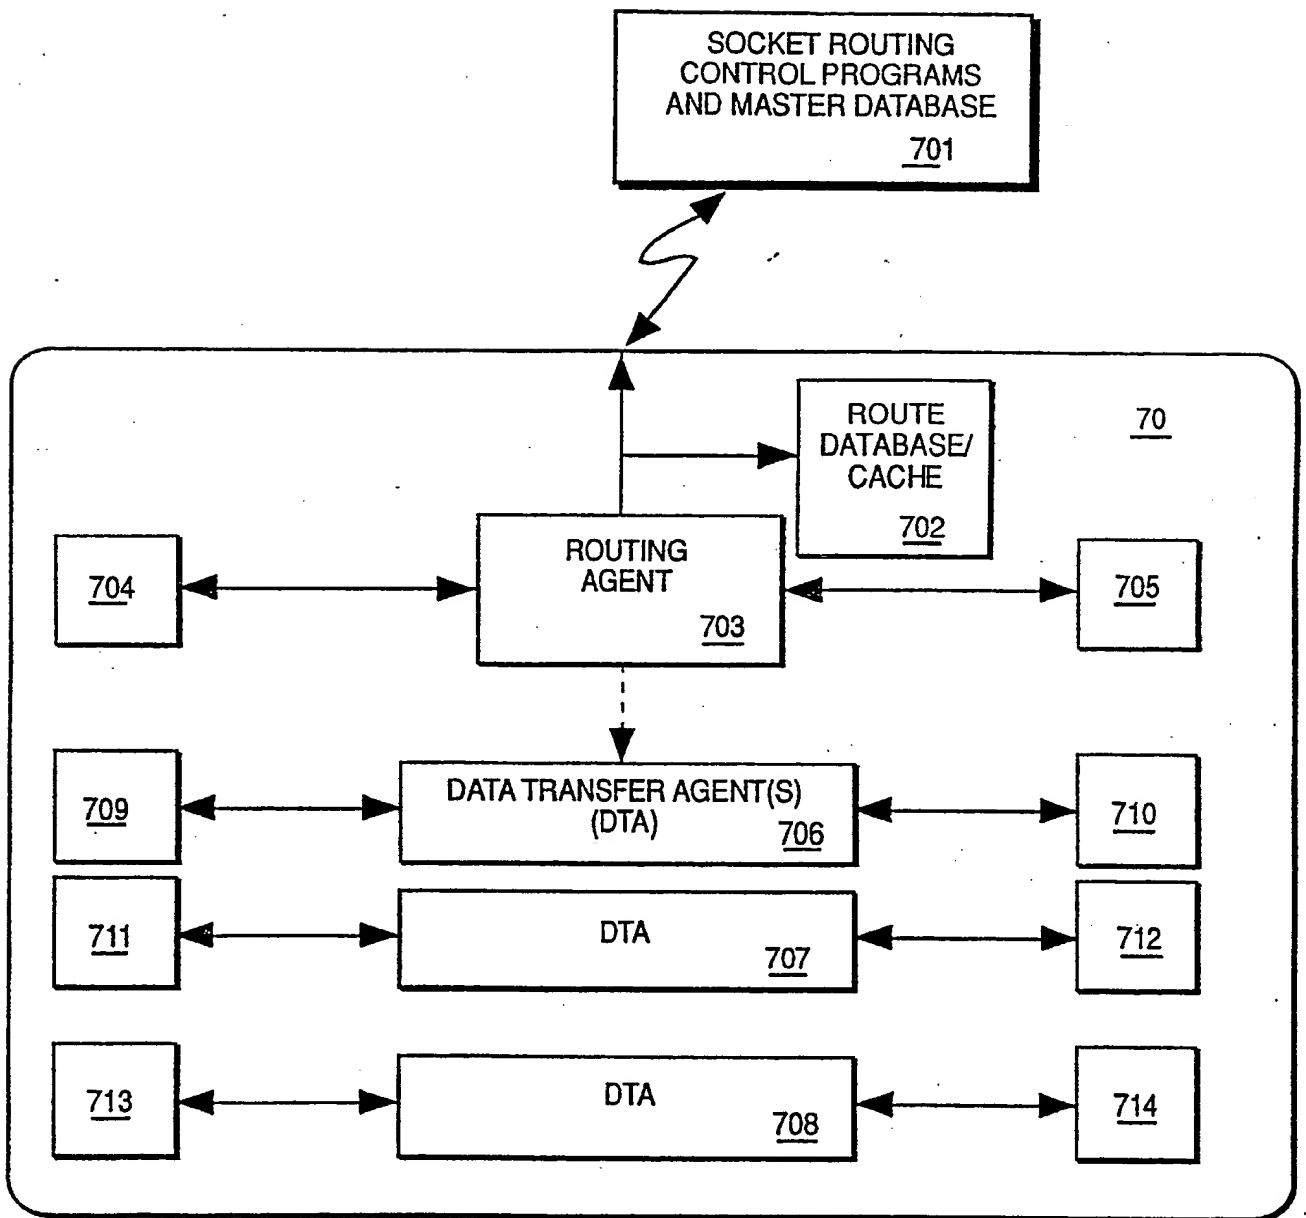 SOCKET ROUTING
CONTROL PROGRAMS
AND MASTER DATABASE
701
70
ROUTE
DATABASE/
CACHE
702
ROUTING
AGENT
703
704
705
DATA TRANSFER AGENT(S)
(DTA)
706
709
710
711
DTA
707
712
713
DTA
708
714